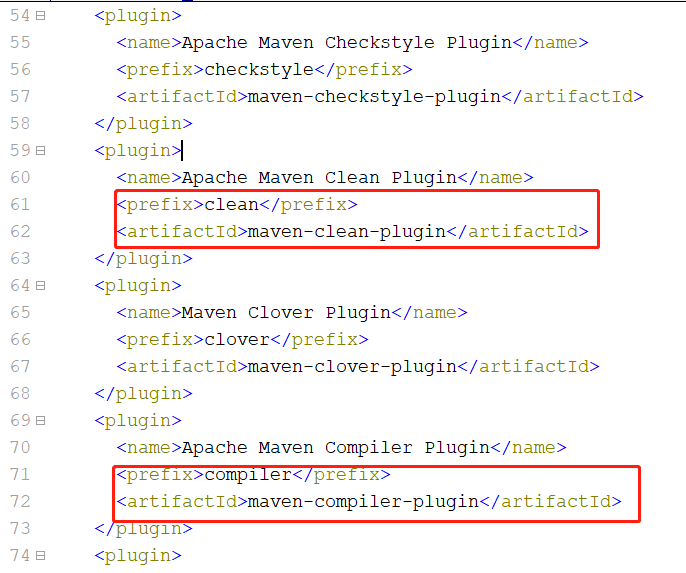 54 <plugin>
55 <name>Apache Maven Checkstyle Plugin</name>
56 <prefix>checkstyle</prefix>
57 <artifactId>maven-checkstyle-plugin</artifactId>
58 </plugin>
59 <plugin>
60 <name>Apache Maven Clean Plugin</name>
61 <prefix>clean</prefix>
62 <artifactId>maven-clean-plugin</artifactId>
63 </plugin>
64 <plugin>
65 <name>Maven Clover Plugin</name>
66 <prefix>clover</prefix>
67 <artifactId>maven-clover-plugin</artifactId>
68 </plugin>
69 <plugin>
70 <name>Apache Maven Compiler Plugin</name>
71 <prefix>compiler</prefix>
72 <artifactId>maven-compiler-plugin</artifactId>
73 </plugin>
74 <plugin>